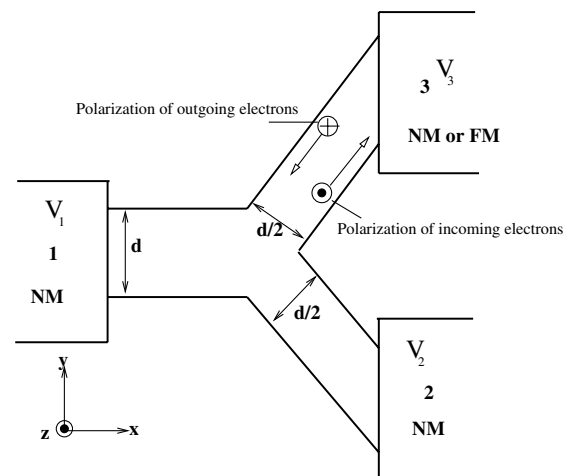 3 V3
Polarization of outgoing electrons
NM or FM
V1
d
1
d/2
Polarization of incoming electrons
NM
d/2
V2
y
2
z
x
NM